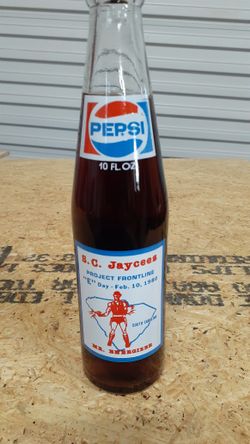 PEPSI
10 FL. OZ.
S.C. Jaycees
PROJECT FRONTLINE
"E" Day - Feb. 10, 1980
MR. ENERGIZER